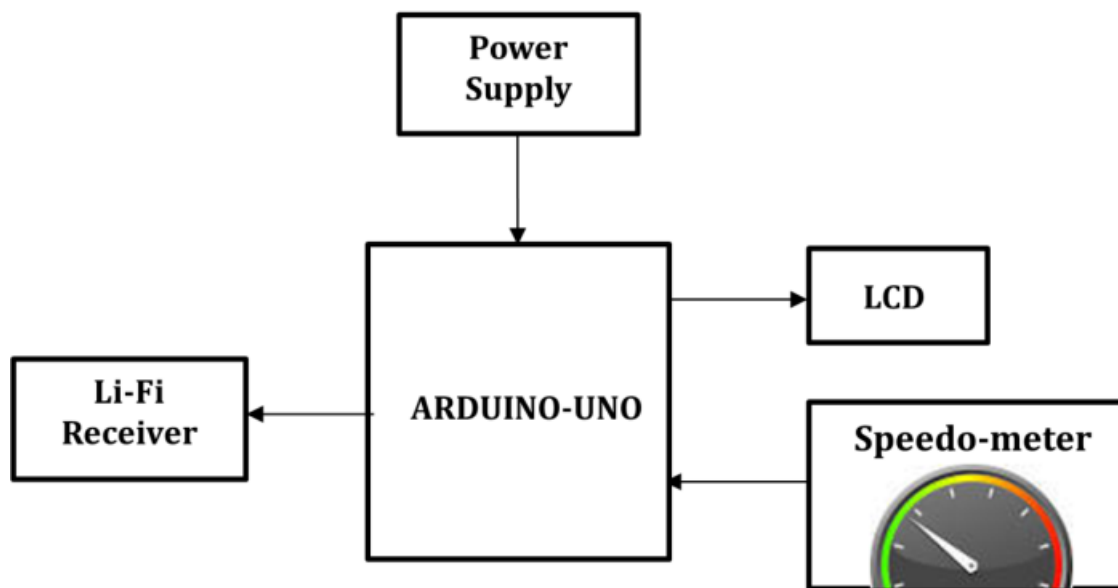 Power
Supply
LCD
Li-Fi
Receiver
ARDUINO-UNO
Speedo-meter